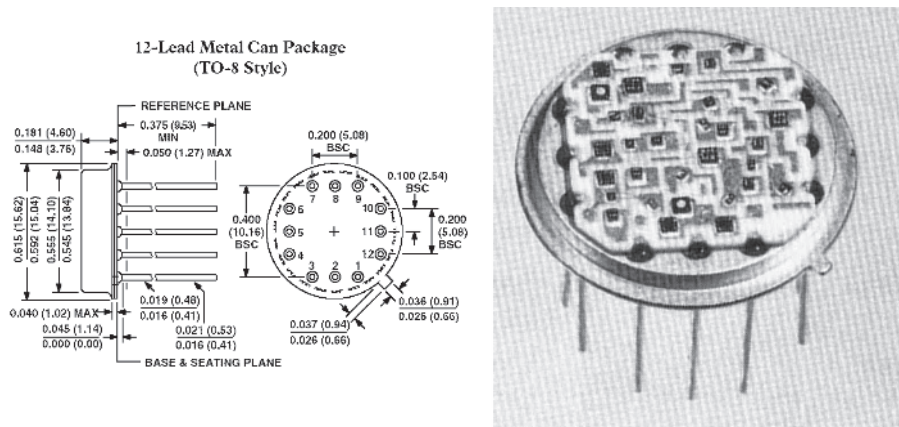 12-Lead Metal Can Package
(TO-8 Style)
REFERENCE PLANE
0.181 (4.60)
0.148 (3.76)
0.375 (9.53)
MIN
0.050 (1.27) MAX
0.200 (5.08)
BSC
0.100 (2.54)
BSC
0.615 (15.62)
0.592 (15.04)
0.555 (14.10)
0.545 (13.84)
0.400
(10.16)
BSC
0.200
(5.08)
BSC
7 8 9
6 10
5 11
4 12
3 2 1
0.040 (1.02) MAX
0.045 (1.14)
0.000 (0.00)
0.019 (0.48)
0.016 (0.41)
0.021 (0.53)
0.016 (0.41)
0.037 (0.94)
0.026 (0.66)
0.036 (0.91)
0.026 (0.66)
BASE & SEATING PLANE